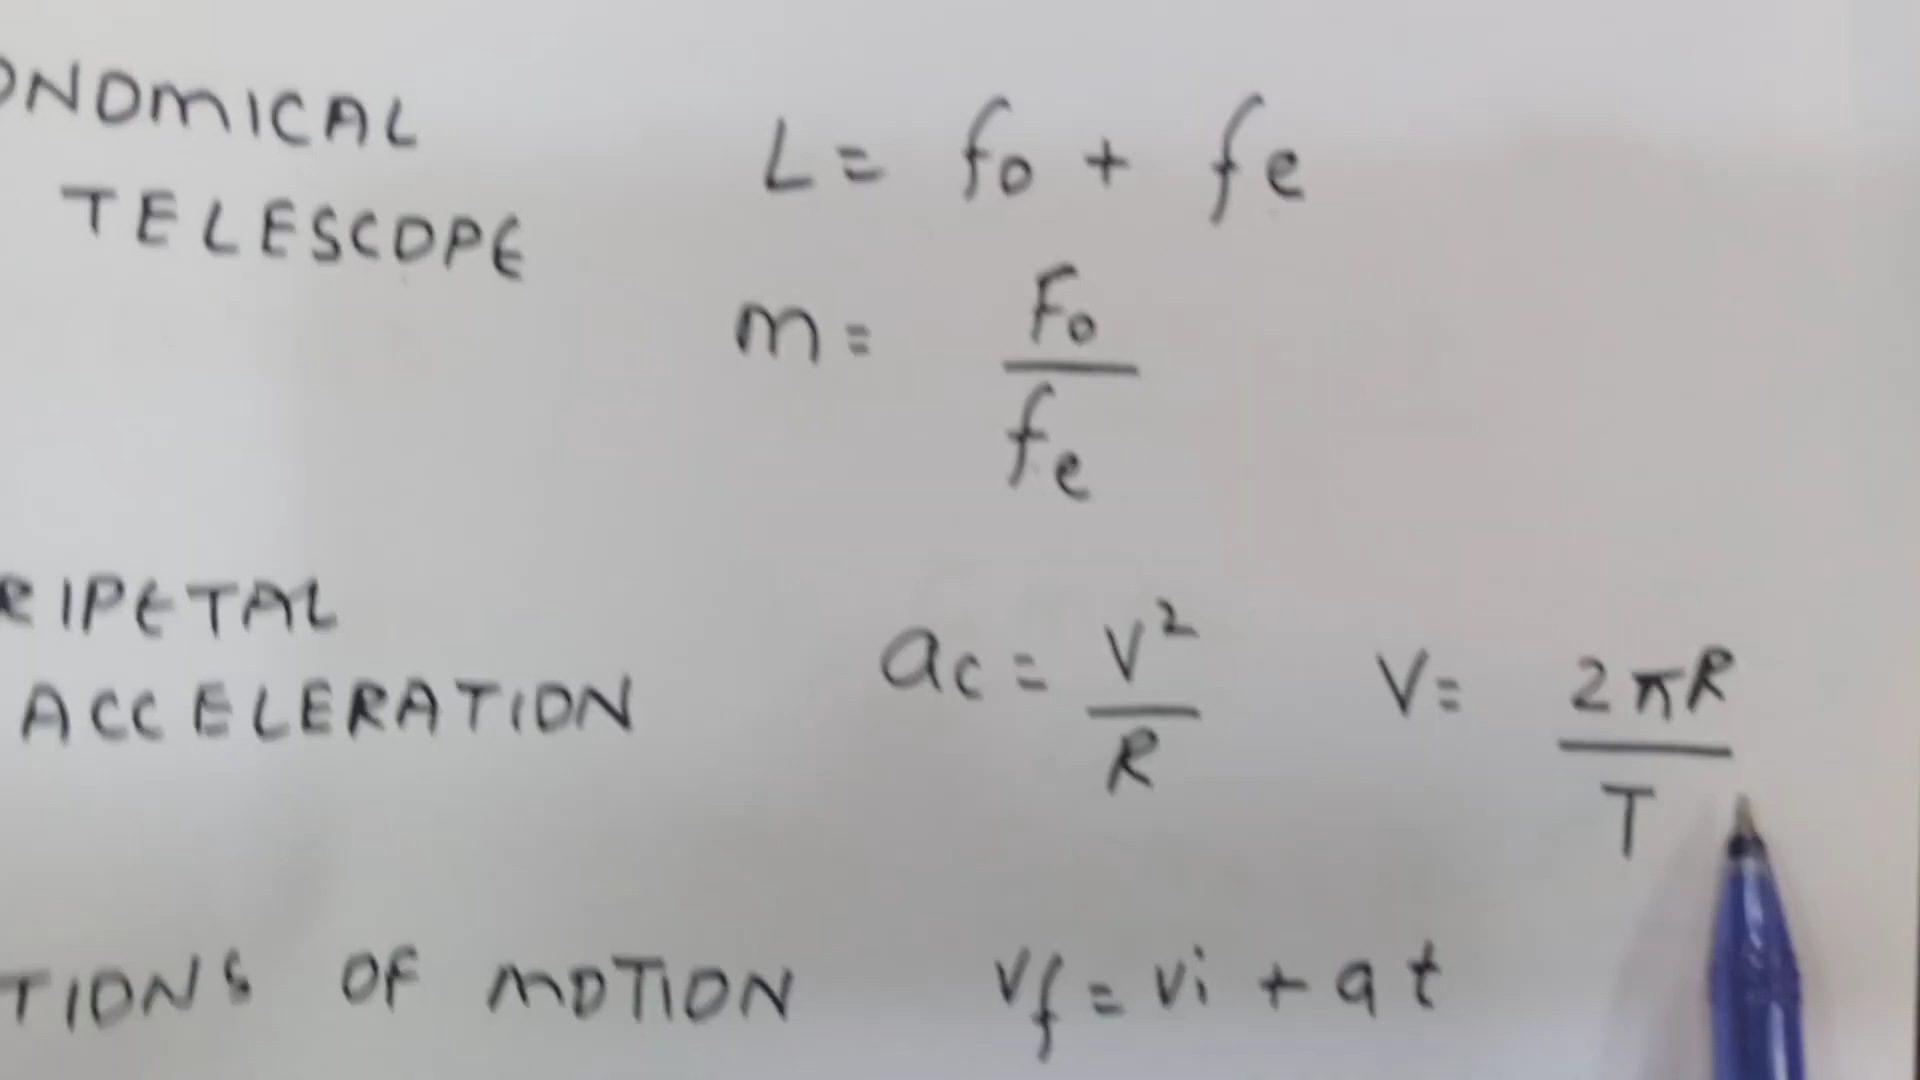 ONOMICAL
TELESCOPE
L = fo + fe
m = Fo / fe
RIPETAL
ACCELERATION
ac = V² / R V = 2πR / T
TIONS OF MOTION vf = vi + at